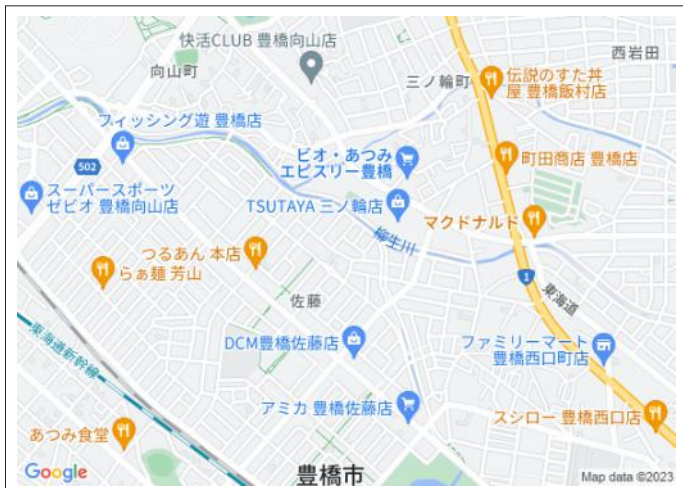 快活CLUB 豊橋向山店
向山町
三ノ輪町
西岩田
伝説のすた丼
屋 豊橋飯村店
フィッシング遊 豊橋店
ビオ・あつみ
エピスリー豊橋
町田商店 豊橋店
502
スーパースポーツ
ゼビオ 豊橋向山店
TSUTAYA 三ノ輪店
マクドナルド
柳生川
つるあん 本店
らぁ麺 芳山
1
東海道
佐藤
東海道新幹線
DCM豊橋佐藤店
ファミリーマート
豊橋西口町店
アミカ 豊橋佐藤店
スシロー 豊橋西口店
あつみ食堂
豊橋市
Google
Map data ©2023